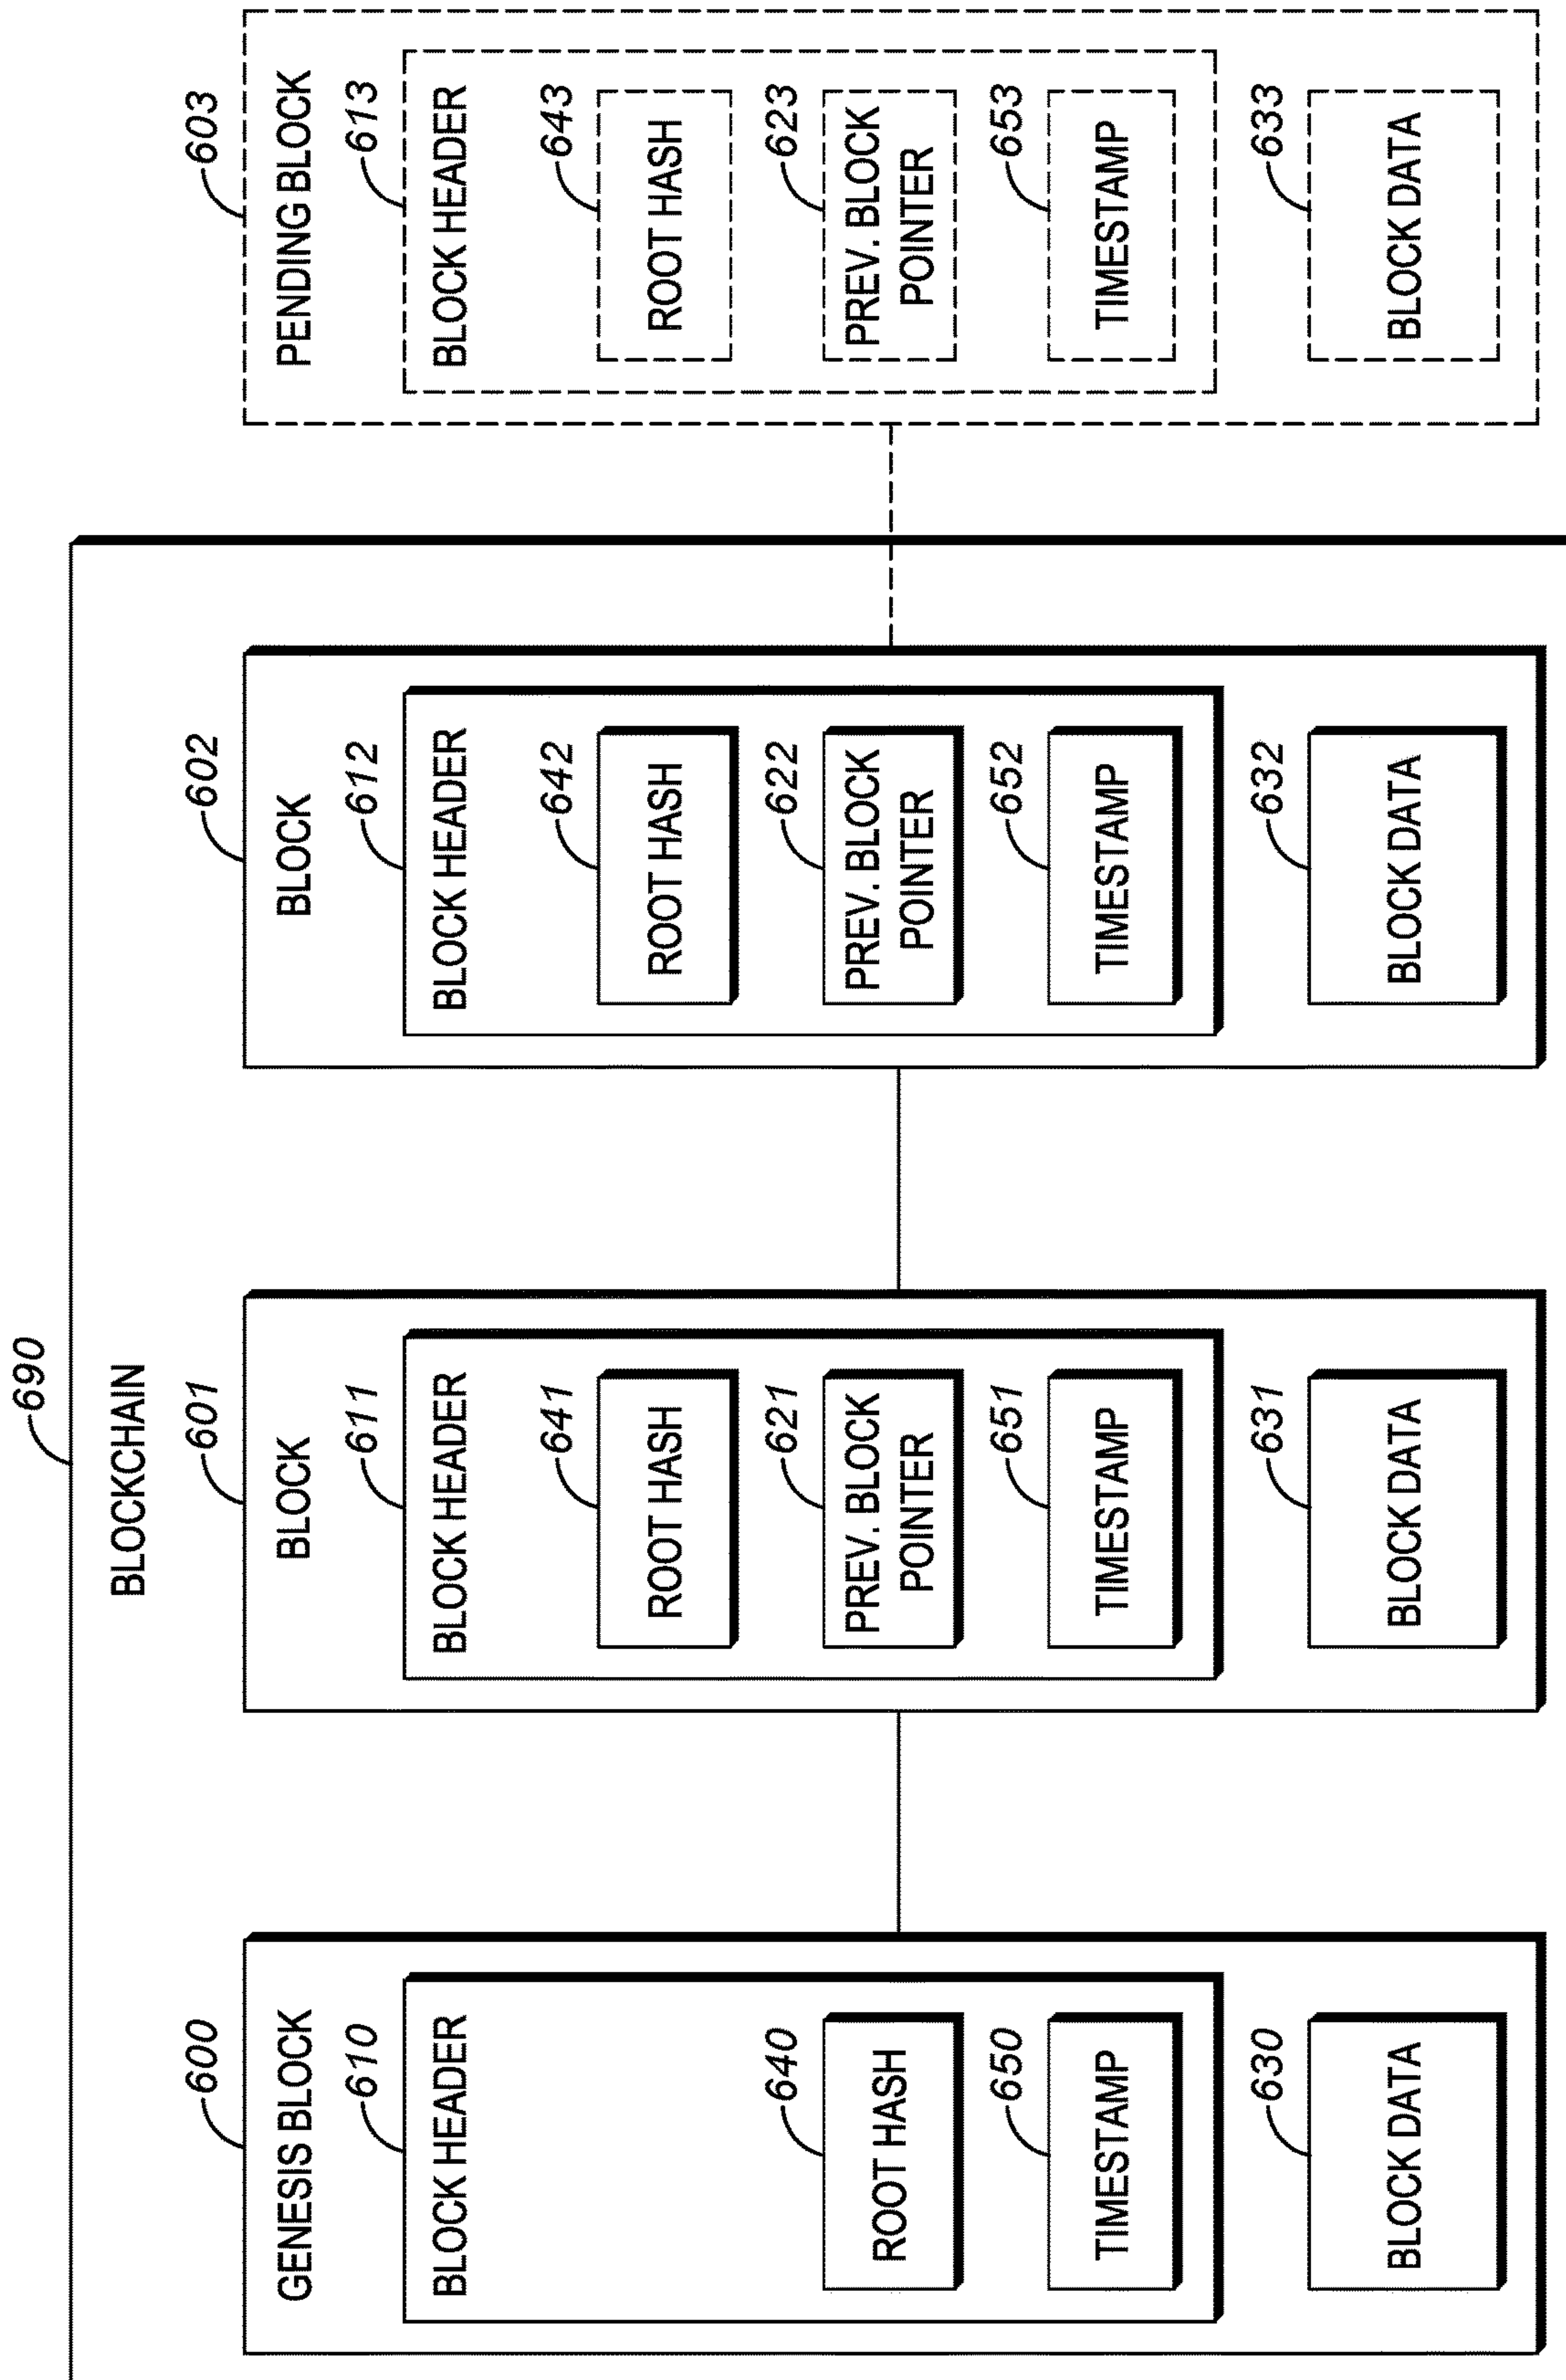 690
BLOCKCHAIN
600
GENESIS BLOCK
610
BLOCK HEADER
640
ROOT HASH
650
TIMESTAMP
630
BLOCK DATA
601
BLOCK
611
BLOCK HEADER
641
ROOT HASH
621
PREV. BLOCK
POINTER
651
TIMESTAMP
631
BLOCK DATA
602
BLOCK
612
BLOCK HEADER
642
ROOT HASH
622
PREV. BLOCK
POINTER
652
TIMESTAMP
632
BLOCK DATA
603
PENDING BLOCK
613
BLOCK HEADER
643
ROOT HASH
623
PREV. BLOCK
POINTER
653
TIMESTAMP
633
BLOCK DATA